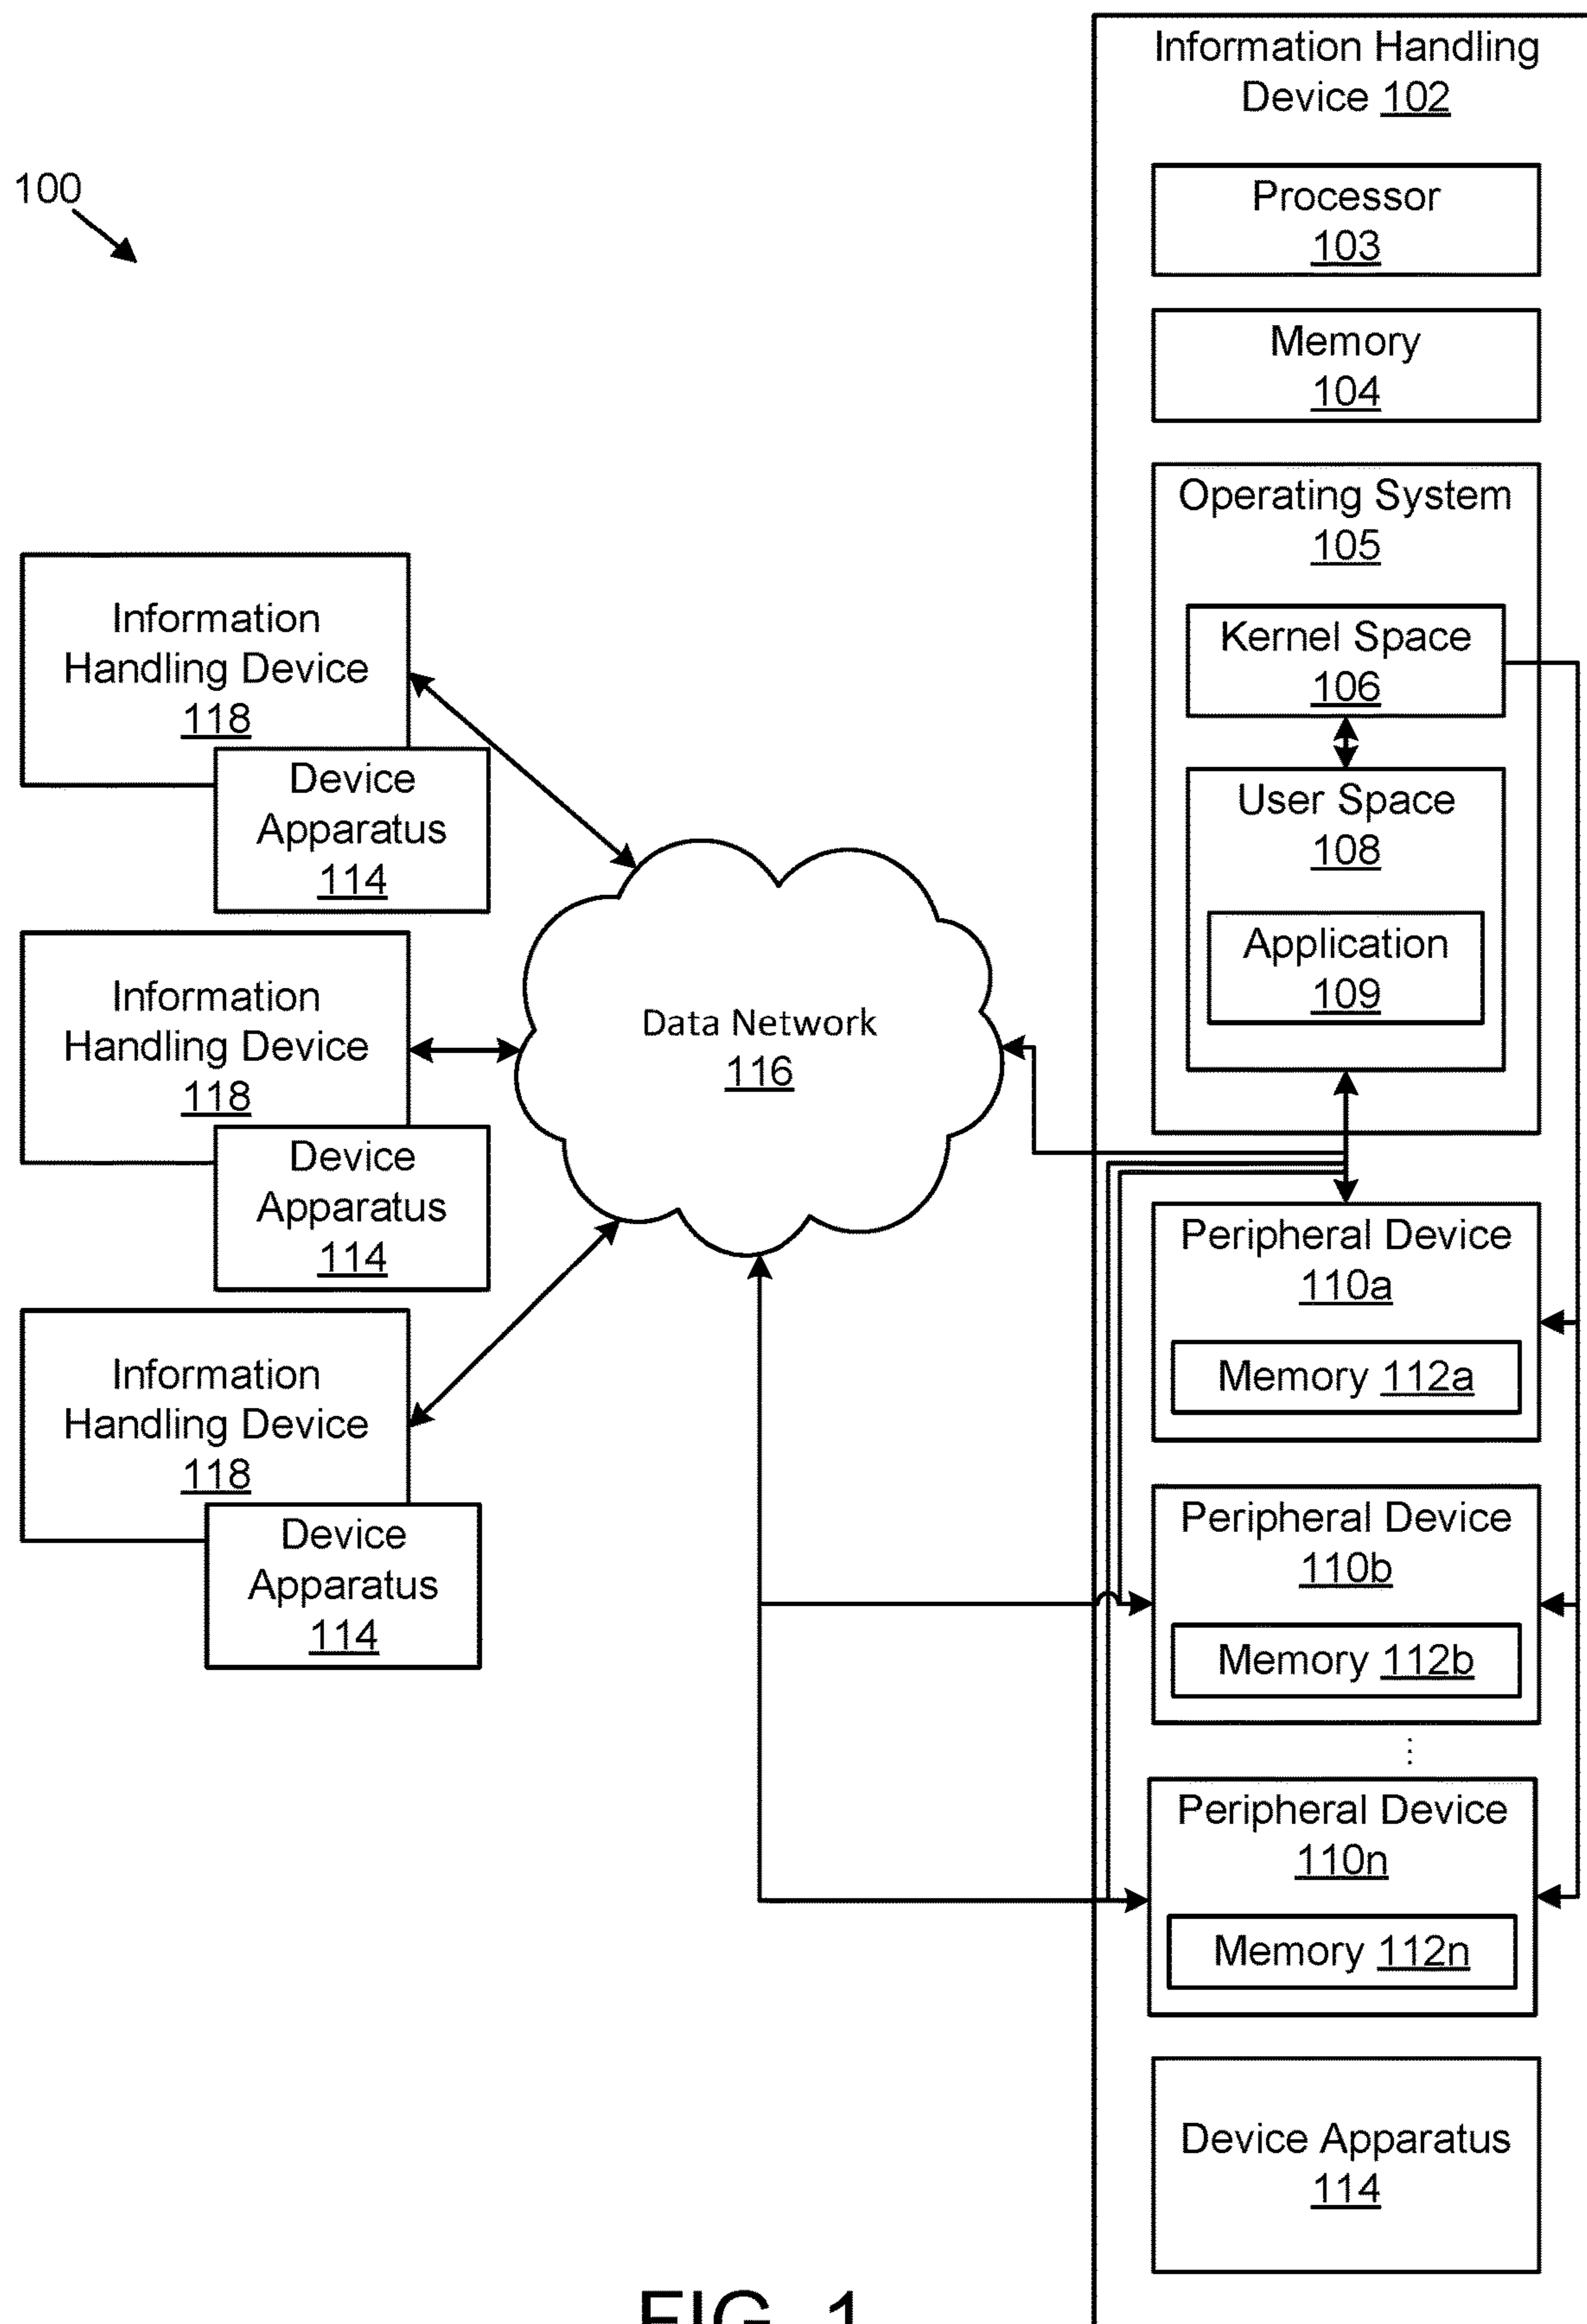 100
Information Handling
Device 102
Processor
103
Memory
104
Operating System
105
Kernel Space
106
User Space
108
Application
109
Information
Handling Device
118
Device
Apparatus
114
Information
Handling Device
118
Device
Apparatus
114
Information
Handling Device
118
Device
Apparatus
114
Data Network
116
Peripheral Device
110a
Memory 112a
Peripheral Device
110b
Memory 112b
⋮
Peripheral Device
110n
Memory 112n
Device Apparatus
114
FIG. 1